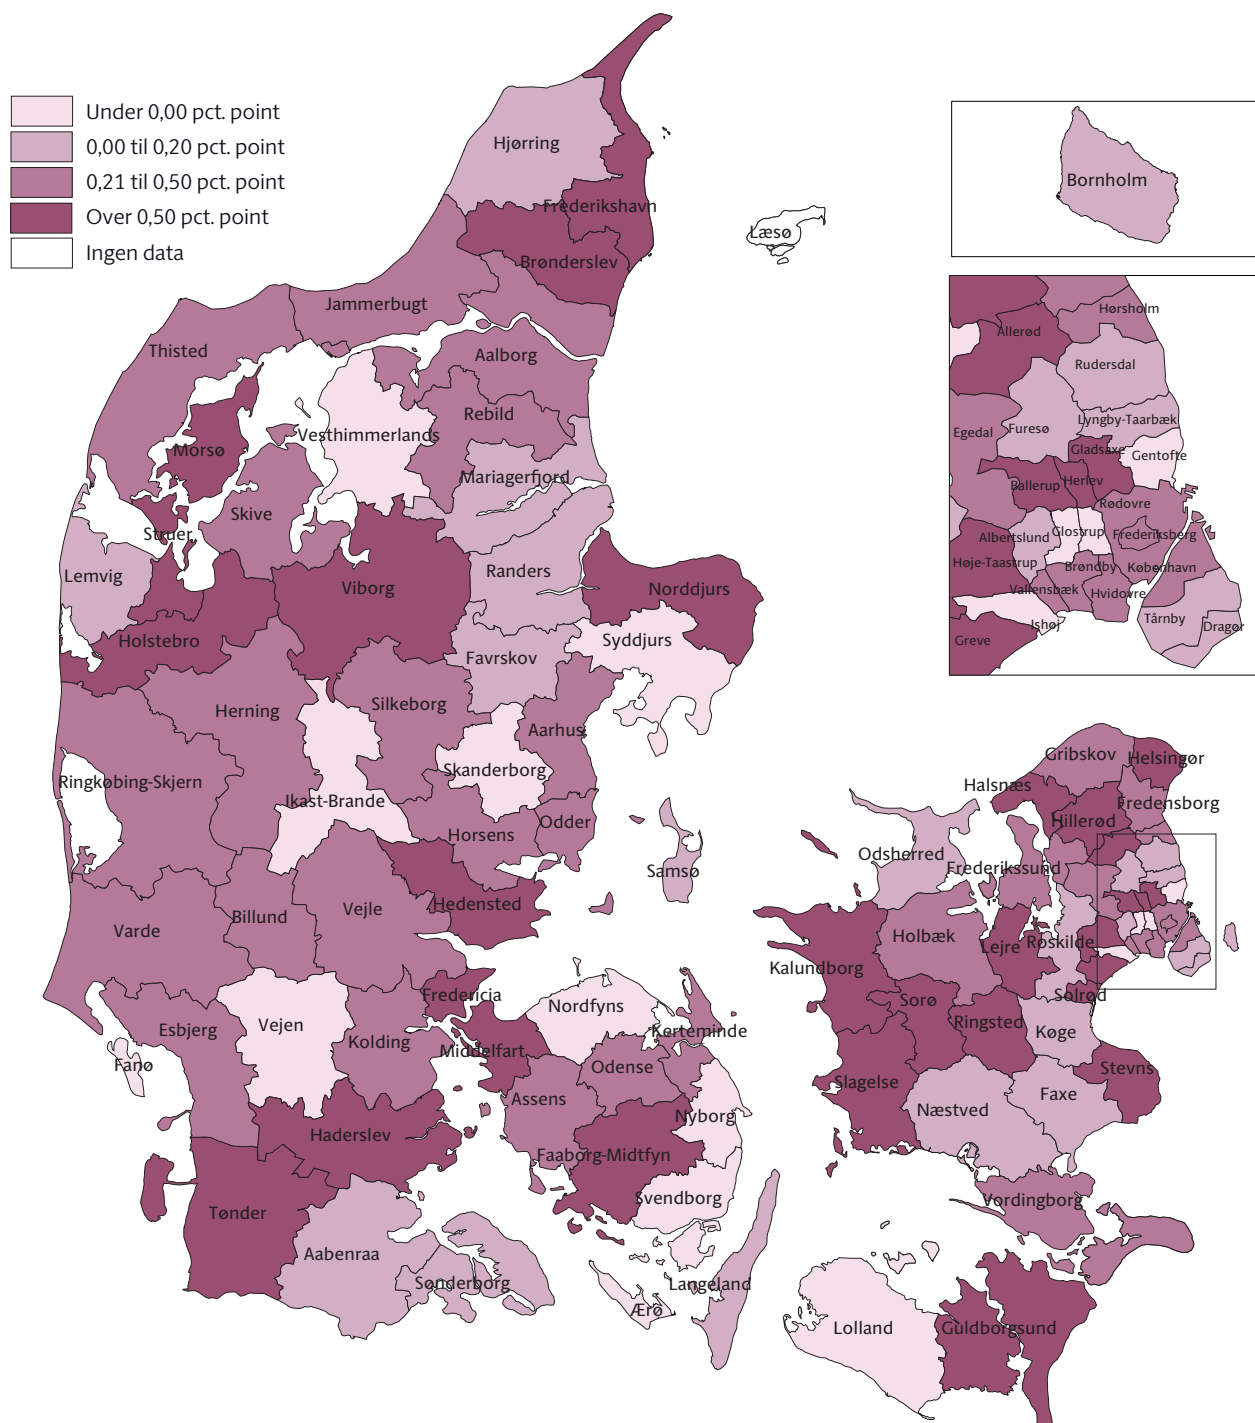 Under 0,00 pct. point
0,00 til 0,20 pct. point
0,21 til 0,50 pct. point
Over 0,50 pct. point
Ingen data
Hjørring
Frederikshavn
Læsø
Brønderslev
Jammerbugt
Thisted
Aalborg
Rebild
Vesthimmerlands
Morsø
Mariagerfjord
Skive
Struer
Lemvig
Viborg
Randers
Norddjurs
Holstebro
Syddjurs
Favrskov
Herning
Silkeborg
Aarhus
Ringkøbing-Skjern
Skanderborg
Ikast-Brande
Horsens
Odder
Samsø
Billund
Vejle
Hedensted
Varde
Fredericia
Nordfyns
Esbjerg
Vejen
Kolding
Middelfart
Kerteminde
Fanø
Odense
Assens
Nyborg
Haderslev
Faaborg-Midtfyn
Svendborg
Tønder
Aabenraa
Sønderborg
Langeland
Ærø
Bornholm
Hørsholm
Allerød
Rudersdal
Lyngby-Taarbæk
Furesø
Egedal
Gladsaxe
Gentofte
Ballerup
Herlev
Rødovre
Glostrup
Frederiksberg
Albertslund
Høje-Taastrup
Brøndby
København
Vallensbæk
Hvidovre
Ishøj
Tårnby
Dragør
Greve
Gribskov
Helsingør
Halsnæs
Fredensborg
Hillerød
Odsherred
Frederikssund
Holbæk
Lejre
Roskilde
Kalundborg
Solrød
Sorø
Ringsted
Køge
Stevns
Slagelse
Næstved
Faxe
Vordingborg
Lolland
Guldborgsund